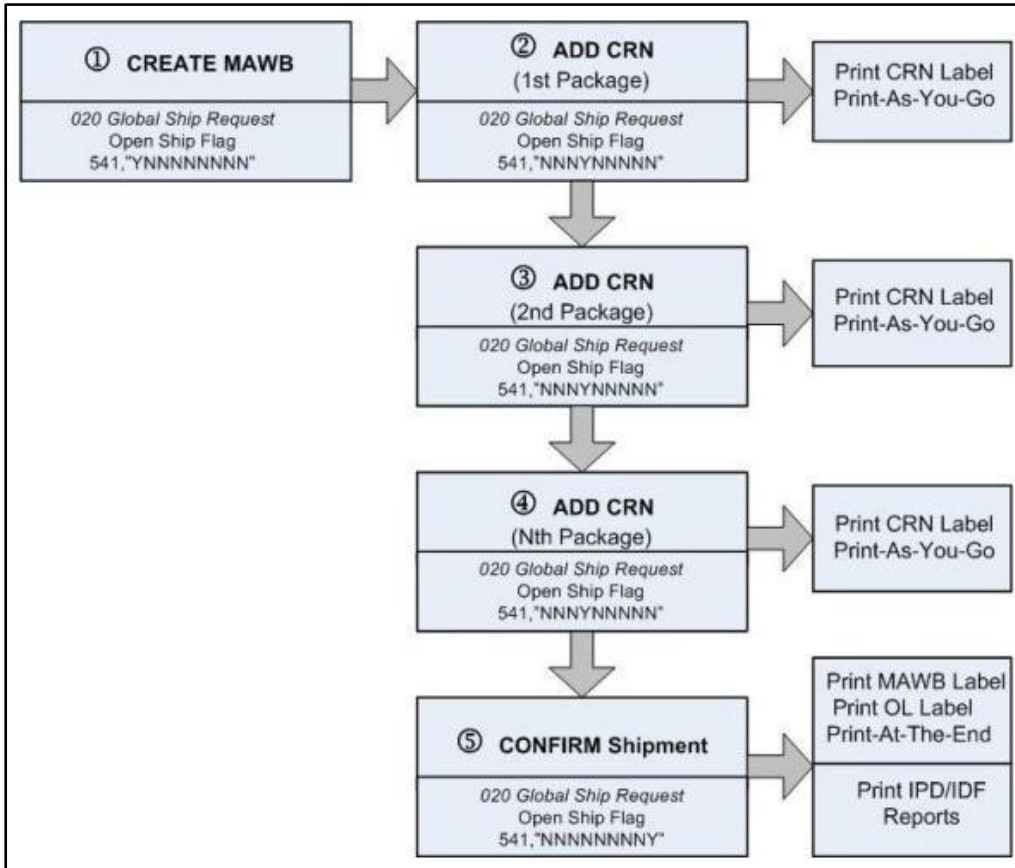 ① CREATE MAWB
020 Global Ship Request
Open Ship Flag
541,"YNNNNNNNN"
② ADD CRN
(1st Package)
020 Global Ship Request
Open Ship Flag
541,"NNNYNNNNN"
Print CRN Label
Print-As-You-Go
③ ADD CRN
(2nd Package)
020 Global Ship Request
Open Ship Flag
541,"NNNYNNNNN"
Print CRN Label
Print-As-You-Go
④ ADD CRN
(Nth Package)
020 Global Ship Request
Open Ship Flag
541,"NNNYNNNNN"
Print CRN Label
Print-As-You-Go
⑤ CONFIRM Shipment
020 Global Ship Request
Open Ship Flag
541,"NNNNNNNNY"
Print MAWB Label
Print OL Label
Print-At-The-End
Print IPD/IDF
Reports